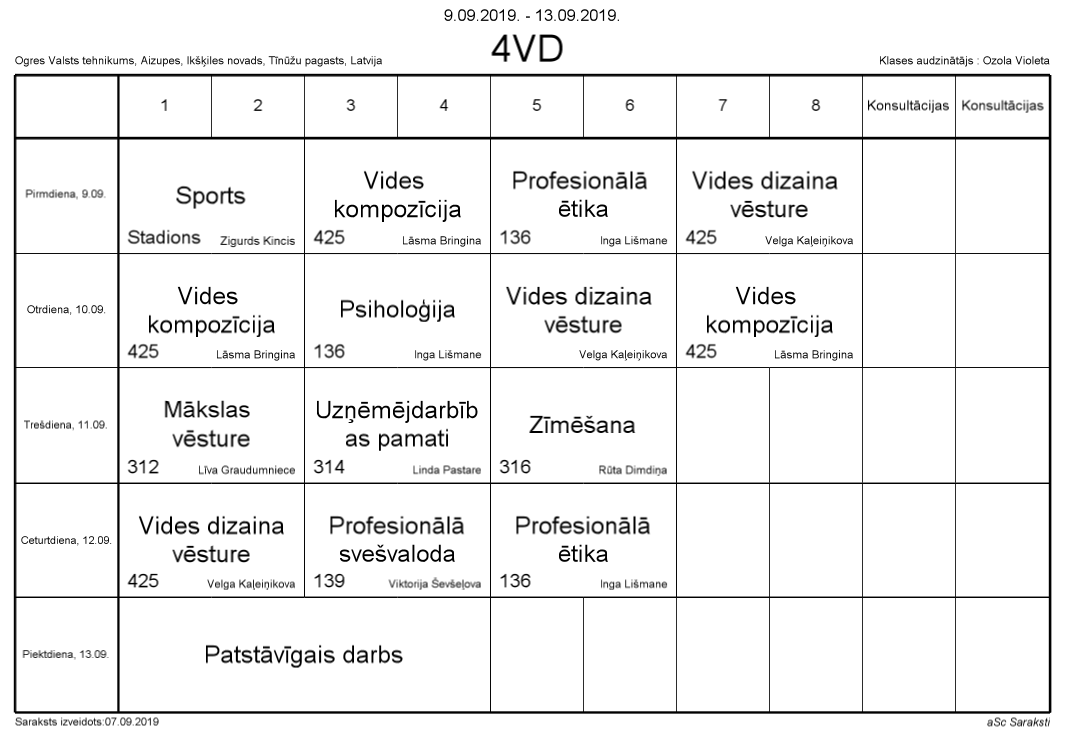 9.09.2019. - 13.09.2019.
4VD
Ogres Valsts tehnikums, Aizupes, Ikšķiles novads, Tīnūžu pagasts, Latvija
Klases audzinātājs : Ozola Violeta
1 2 3 4 5 6 7 8 Konsultācijas Konsultācijas
Pirmdiena, 9.09.
Sports
Stadions Zigurds Kincis
Vides
kompozīcija
425 Lāsma Bringina
Profesionālā
ētika
136 Inga Lišmane
Vides dizaina
vēsture
425 Velga Kaļeiņikova
Otrdiena, 10.09.
Vides
kompozīcija
425 Lāsma Bringina
Psiholoģija
136 Inga Lišmane
Vides dizaina
vēsture
Velga Kaļeiņikova
Vides
kompozīcija
425 Lāsma Bringina
Trešdiena, 11.09.
Mākslas
vēsture
312 Līva Graudumniece
Uzņēmējdarbīb
as pamati
314 Linda Pastare
Zīmēšana
316 Rūta Dimdiņa
Ceturtdiena, 12.09.
Vides dizaina
vēsture
425 Velga Kaļeiņikova
Profesionālā
svešvaloda
139 Viktorija Ševšeļova
Profesionālā
ētika
136 Inga Lišmane
Piektdiena, 13.09.
Patstāvīgais darbs
Saraksts izveidots:07.09.2019
aSc Saraksti